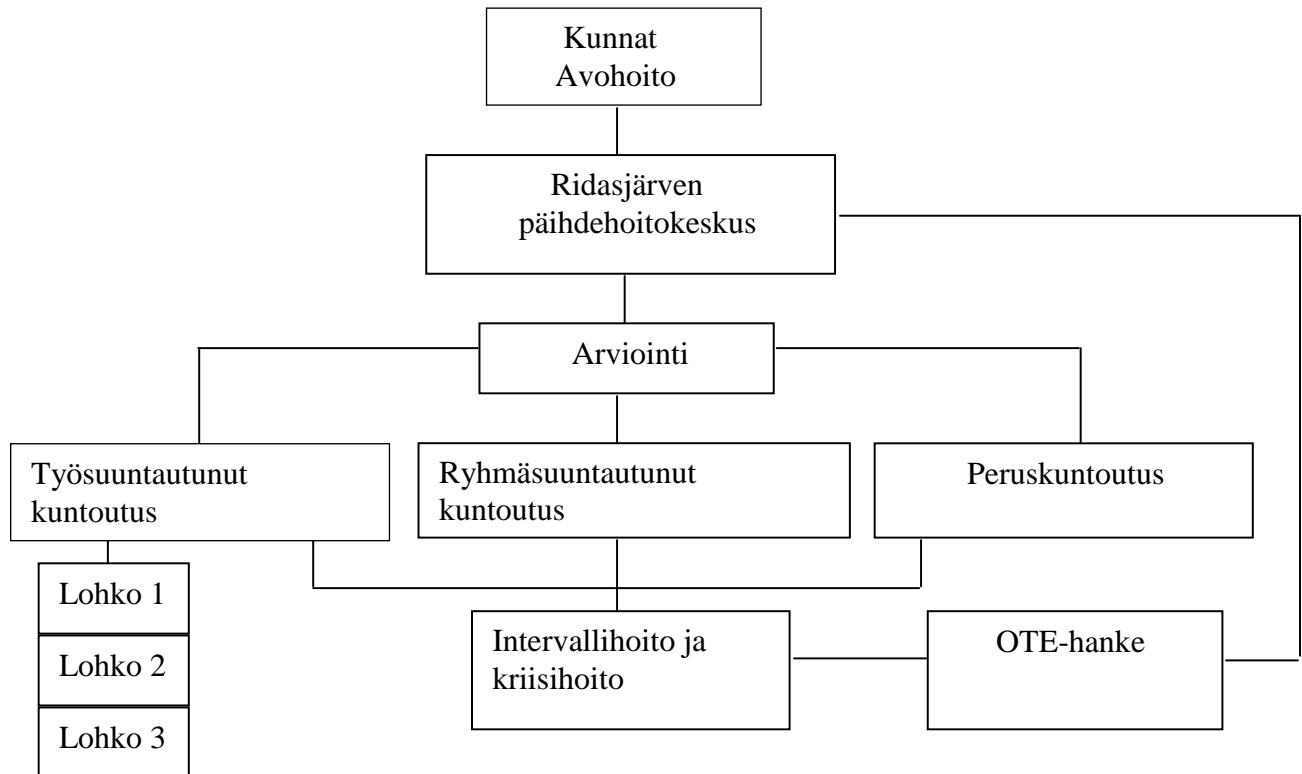 Kunnat
Avohoito
Ridasjärven
päihdehoitokeskus
Arviointi
Työsuuntautunut
kuntoutus
Ryhmäsuuntautunut
kuntoutus
Peruskuntoutus
Lohko 1
Lohko 2
Lohko 3
Intervallihoito ja
kriisihoito
OTE-hanke